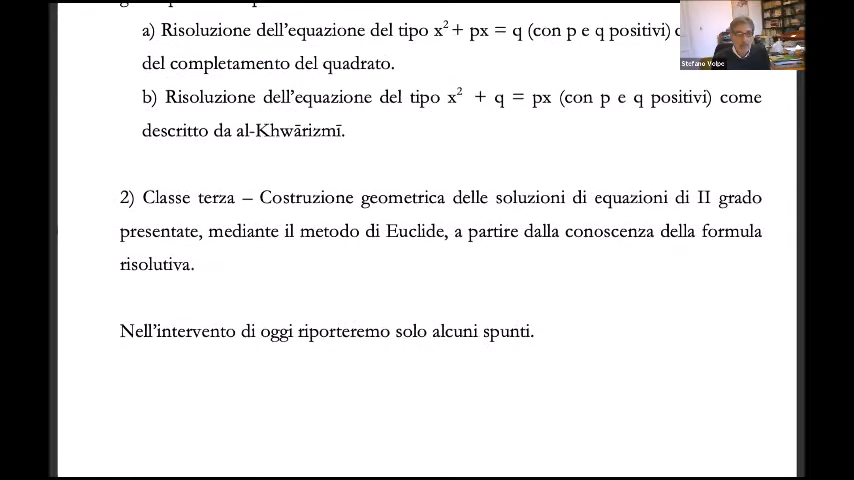 a) Risoluzione dell'equazione del tipo x² + px = q (con p e q positivi)
del completamento del quadrato.
b) Risoluzione dell'equazione del tipo x² + q = px (con p e q positivi) come
descritto da al-Khwārizmī.
2) Classe terza – Costruzione geometrica delle soluzioni di equazioni di II grado
presentate, mediante il metodo di Euclide, a partire dalla conoscenza della formula
risolutiva.
Nell'intervento di oggi riporteremo solo alcuni spunti.
Stefano Volpe